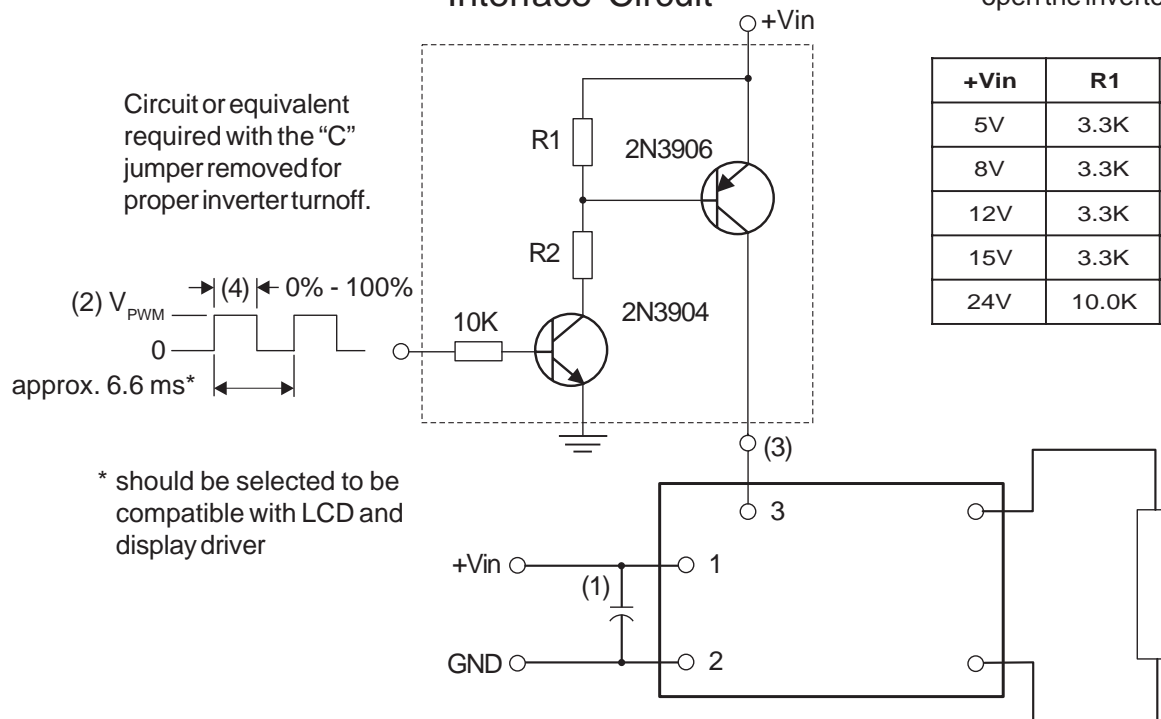 Interface Circuit
+Vin
Circuit or equivalent
required with the “C”
jumper removed for
proper inverter turnoff.
R1
2N3906
R2
(2) VPWM
(4)
0% - 100%
0
approx. 6.6 ms*
10K
2N3904
(3)
* should be selected to be
compatible with LCD and
display driver
3
+Vin
1
(1)
GND
2
open the inverte
+Vin R1
5V 3.3K
8V 3.3K
12V 3.3K
15V 3.3K
24V 10.0K